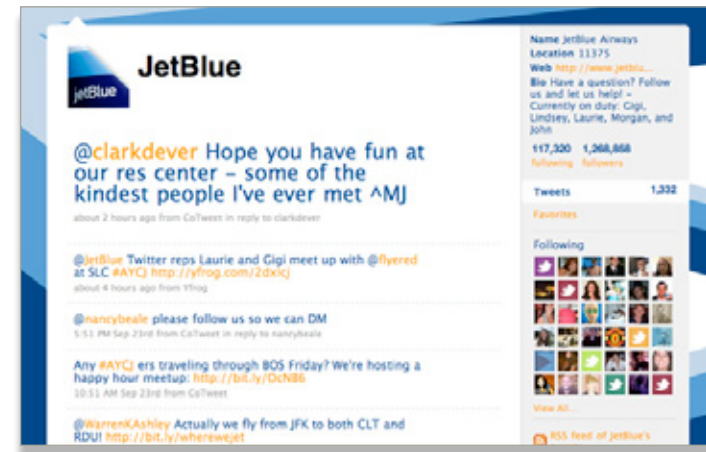 jetBlue
JetBlue
@clarkdever Hope you have fun at
our res center – some of the
kindest people I've ever met ^MJ
about 2 hours ago from CoTweet in reply to clarkdever
@JetBlue Twitter reps Laurie and Gigi meet up with @flyered
at SLC #AYCJ http://yfrog.com/2dxicj
about 4 hours ago from Yfrog
@nancybeale please follow us so we can DM
5:51 PM Sep 23rd from CoTweet in reply to nancybeale
Any #AYCJ ers traveling through BOS Friday? We're hosting a
happy hour meetup: http://bit.ly/OcNB6
10:51 AM Sep 23rd from CoTweet
@WarrenKAshley Actually we fly from JFK to both CLT and
RDU! http://bit.ly/wherewejet
Name JetBlue Airways
Location 11375
Web http://www.jetblu...
Bio Have a question? Follow
us and let us help! –
Currently on duty: Gigi,
Lindsey, Laurie, Morgan, and
John
117,320 1,268,868
following followers
Tweets 1,332
Favorites
Following
View All...
RSS feed of JetBlue's